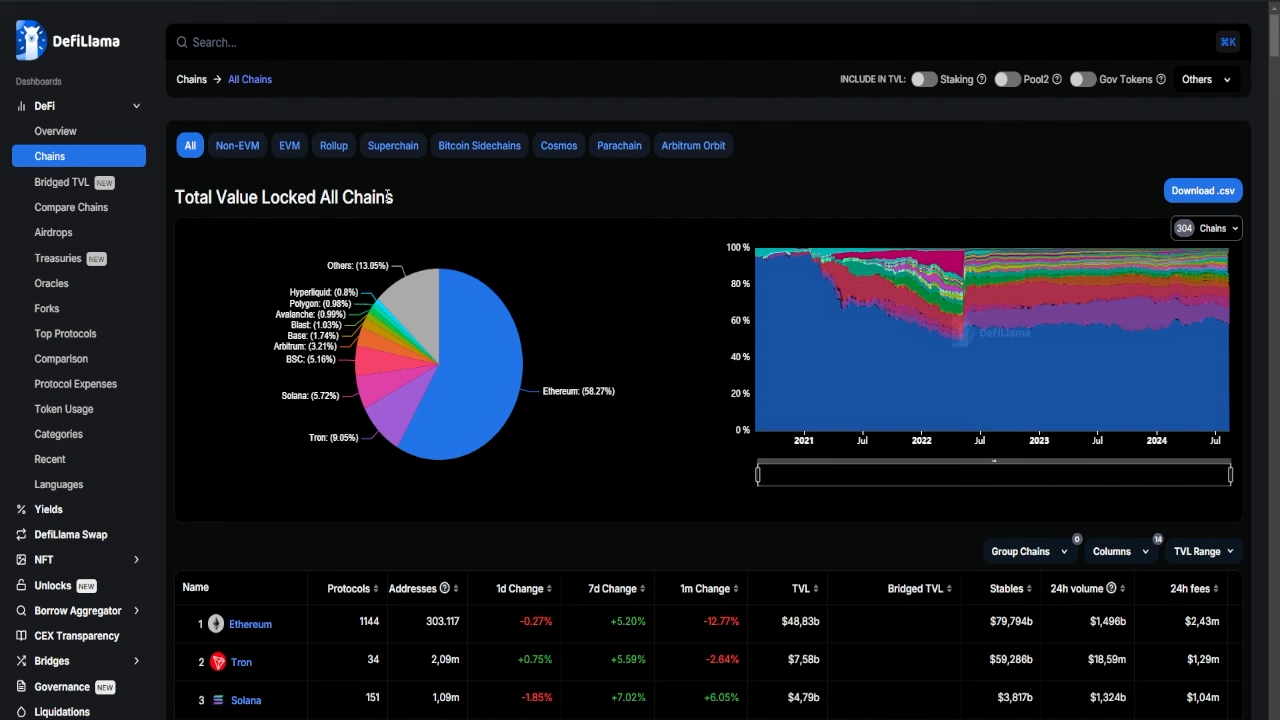 DefiLlama
Search...
⌘K
Dashboards
DeFi
Overview
Chains
Bridged TVL NEW
Compare Chains
Airdrops
Treasuries NEW
Oracles
Forks
Top Protocols
Comparison
Protocol Expenses
Token Usage
Categories
Recent
Languages
Yields
DefiLlama Swap
NFT
Unlocks NEW
Borrow Aggregator
CEX Transparency
Bridges
Governance NEW
Liquidations
Chains → All Chains
INCLUDE IN TVL: Staking Pool2 Gov Tokens Others
All Non-EVM EVM Rollup Superchain Bitcoin Sidechains Cosmos Parachain Arbitrum Orbit
Total Value Locked All Chains
Download .csv
304 Chains
Others: (13.05%)
Hyperliquid: (0.8%)
Polygon: (0.98%)
Avalanche: (0.99%)
Blast: (1.03%)
Base: (1.74%)
Arbitrum: (3.21%)
BSC: (5.16%)
Solana: (5.72%)
Tron: (9.05%)
Ethereum: (58.27%)
100 %
80 %
60 %
40 %
20 %
0 %
DefiLlama
2021 Jul 2022 Jul 2023 Jul 2024 Jul
Group Chains 0 Columns 14 TVL Range
Name Protocols Addresses 1d Change 7d Change 1m Change TVL Bridged TVL Stables 24h volume 24h fees
1 Ethereum 1144 303.117 -0.27% +5.20% -12.77% $48,83b $79,794b $1,496b $2,43m
2 Tron 34 2,09m +0.75% +5.59% -2.64% $7,58b $59,286b $18,59m $1,29m
3 Solana 151 1,09m -1.85% +7.02% +6.05% $4,79b $3,817b $1,324b $1,04m